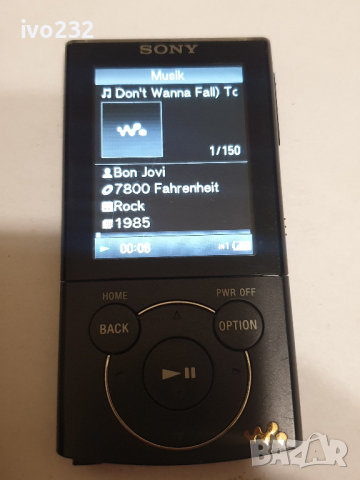 ivo232
SONY
Musik
Don't Wanna Fall) To
1/150
Bon Jovi
7800 Fahrenheit
Rock
1985
00:06
HOME
PWR OFF
BACK
OPTION
BAZAR